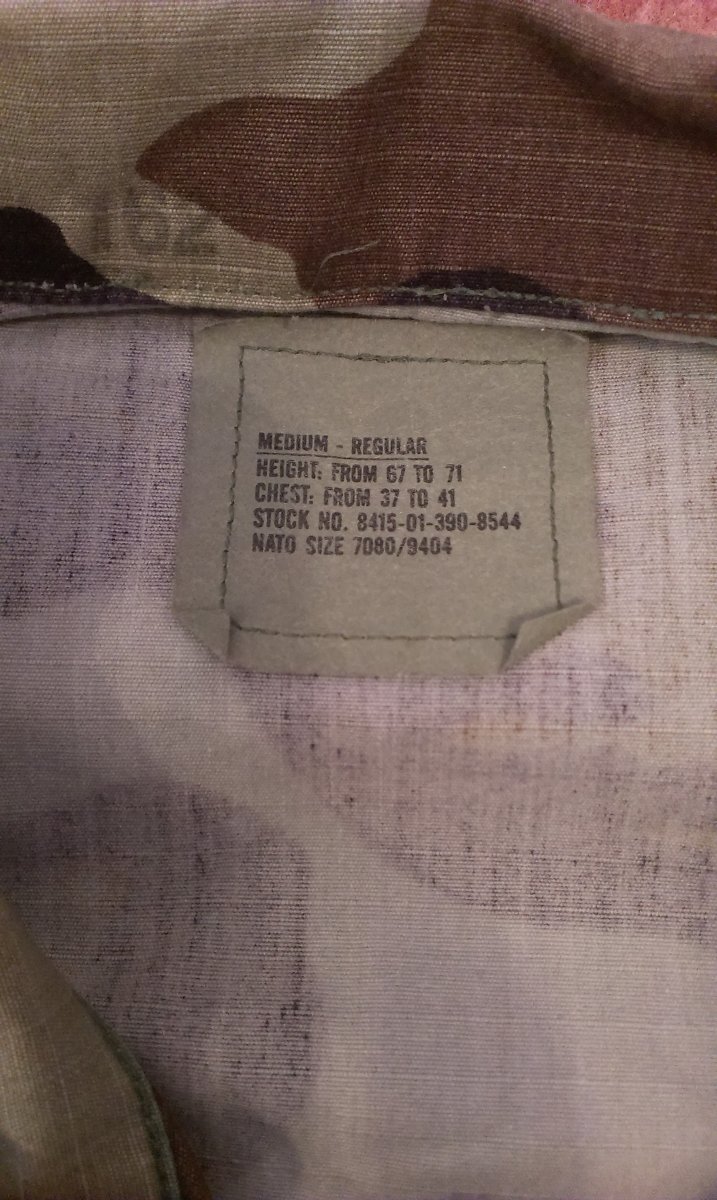 162
MEDIUM - REGULAR
HEIGHT: FROM 67 TO 71
CHEST: FROM 37 TO 41
STOCK NO. 8415-01-390-8544
NATO SIZE 7080/9404